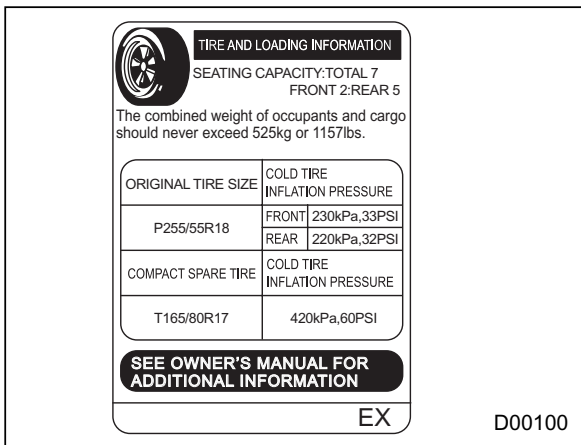 TIRE AND LOADING INFORMATION
SEATING CAPACITY:TOTAL 7
FRONT 2:REAR 5
The combined weight of occupants and cargo
should never exceed 525kg or 1157lbs.
ORIGINAL TIRE SIZE
COLD TIRE
INFLATION PRESSURE
P255/55R18
FRONT 230kPa,33PSI
REAR 220kPa,32PSI
COMPACT SPARE TIRE
COLD TIRE
INFLATION PRESSURE
T165/80R17
420kPa,60PSI
SEE OWNER'S MANUAL FOR
ADDITIONAL INFORMATION
EX
D00100